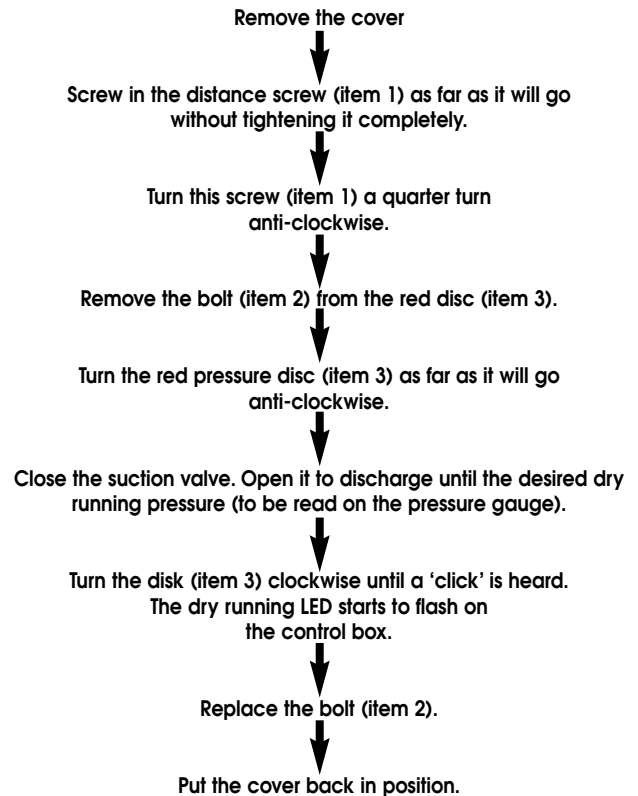 Remove the cover
Screw in the distance screw (item 1) as far as it will go
without tightening it completely.
Turn this screw (item 1) a quarter turn
anti-clockwise.
Remove the bolt (item 2) from the red disc (item 3).
Turn the red pressure disc (item 3) as far as it will go
anti-clockwise.
Close the suction valve. Open it to discharge until the desired dry
running pressure (to be read on the pressure gauge).
Turn the disk (item 3) clockwise until a ‘click’ is heard.
The dry running LED starts to flash on
the control box.
Replace the bolt (item 2).
Put the cover back in position.